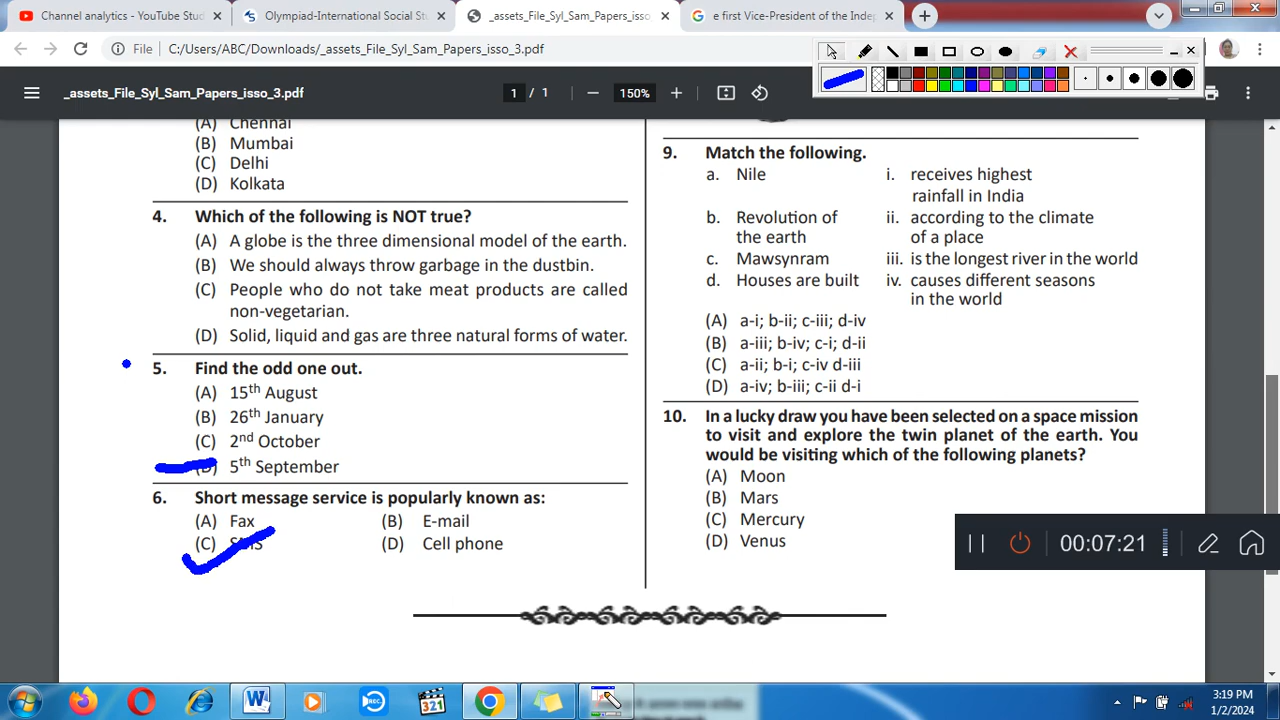 Channel analytics - YouTube Stud
Olympiad-International Social St
_assets_File_Syl_Sam_Papers_isso
e first Vice-President of the Inde
File
C:/Users/ABC/Downloads/_assets_File_Syl_Sam_Papers_isso_3.pdf
_assets_File_Syl_Sam_Pape s_3.pdf
1 / 1
150%
(A) Chennai
(B) Mumbai
(C) Delhi
(D) Kolkata
4. Which of the following is NOT true?
(A) A globe is the three dimensional model of the earth.
(B) We should always throw garbage in the dustbin.
(C) People who do not take meat products are called
non-vegetarian.
(D) Solid, liquid and gas are three natural forms of water.
5. Find the odd one out.
(A) 15th August
(B) 26th January
(C) 2nd October
(D) 5th September
6. Short message service is popularly known as:
(A) Fax (B) E-mail
(C) SMS (D) Cell phone
9. Match the following.
a. Nile i. receives highest
rainfall in India
b. Revolution of ii. according to the climate
the earth of a place
c. Mawsynram iii. is the longest river in the world
d. Houses are built iv. causes different seasons
in the world
(A) a-i; b-ii; c-iii; d-iv
(B) a-iii; b-iv; c-i; d-ii
(C) a-ii; b-i; c-iv d-iii
(D) a-iv; b-iii; c-ii d-i
10. In a lucky draw you have been selected on a space mission
to visit and explore the twin planet of the earth. You
would be visiting which of the following planets?
(A) Moon
(B) Mars
(C) Mercury
(D) Venus
00:07:21
REC
321
3:19 PM
1/2/2024